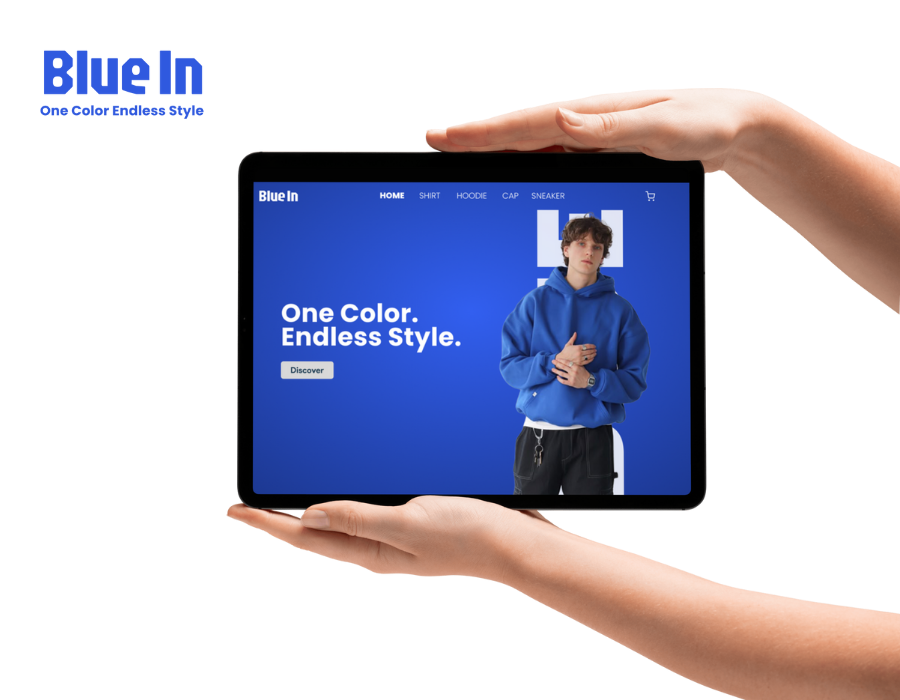 Blue In
One Color Endless Style
Blue In
HOME SHIRT HOODIE CAP SNEAKER
One Color.
Endless Style.
Discover